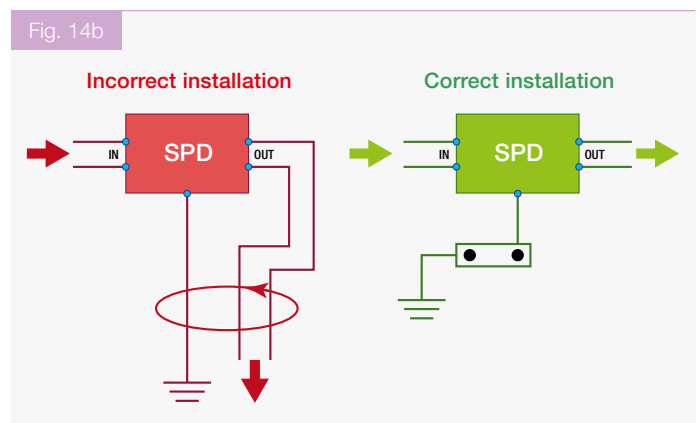 Fig. 14b
Incorrect installation
IN
SPD
OUT
Correct installation
IN
SPD
OUT